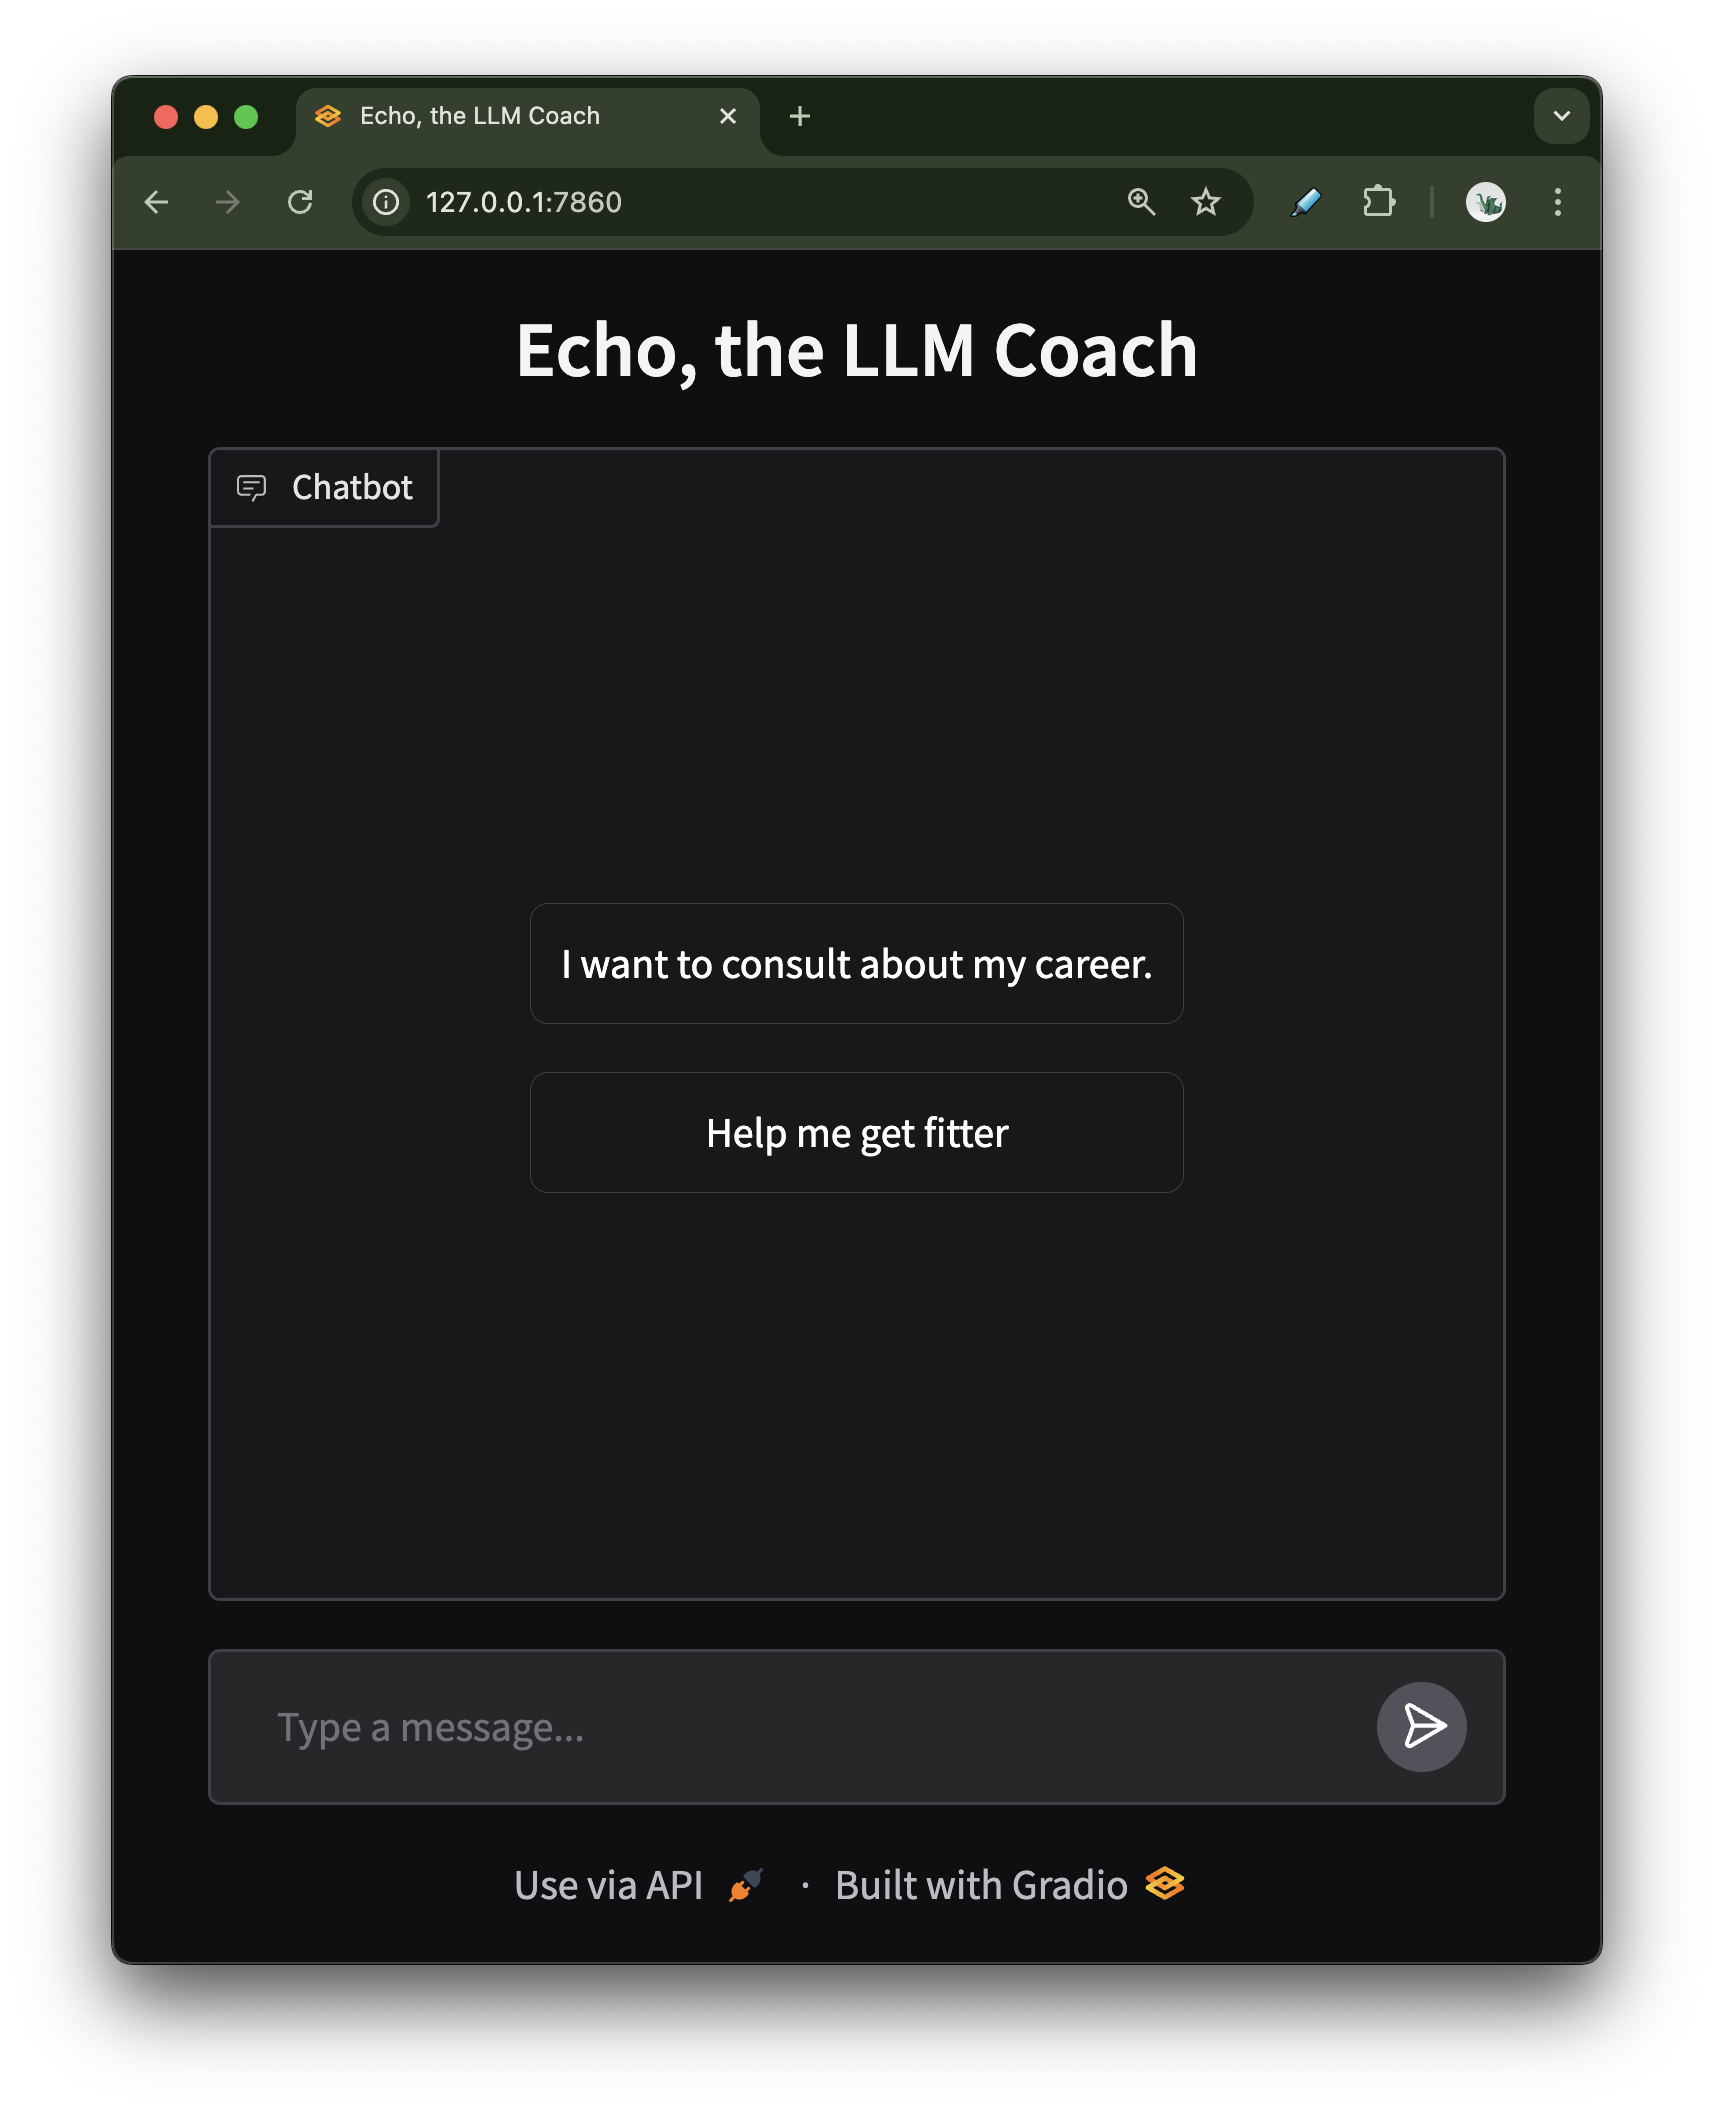 Echo, the LLM Coach
127.0.0.1:7860
Echo, the LLM Coach
Chatbot
I want to consult about my career.
Help me get fitter
Type a message...
Use via API · Built with Gradio